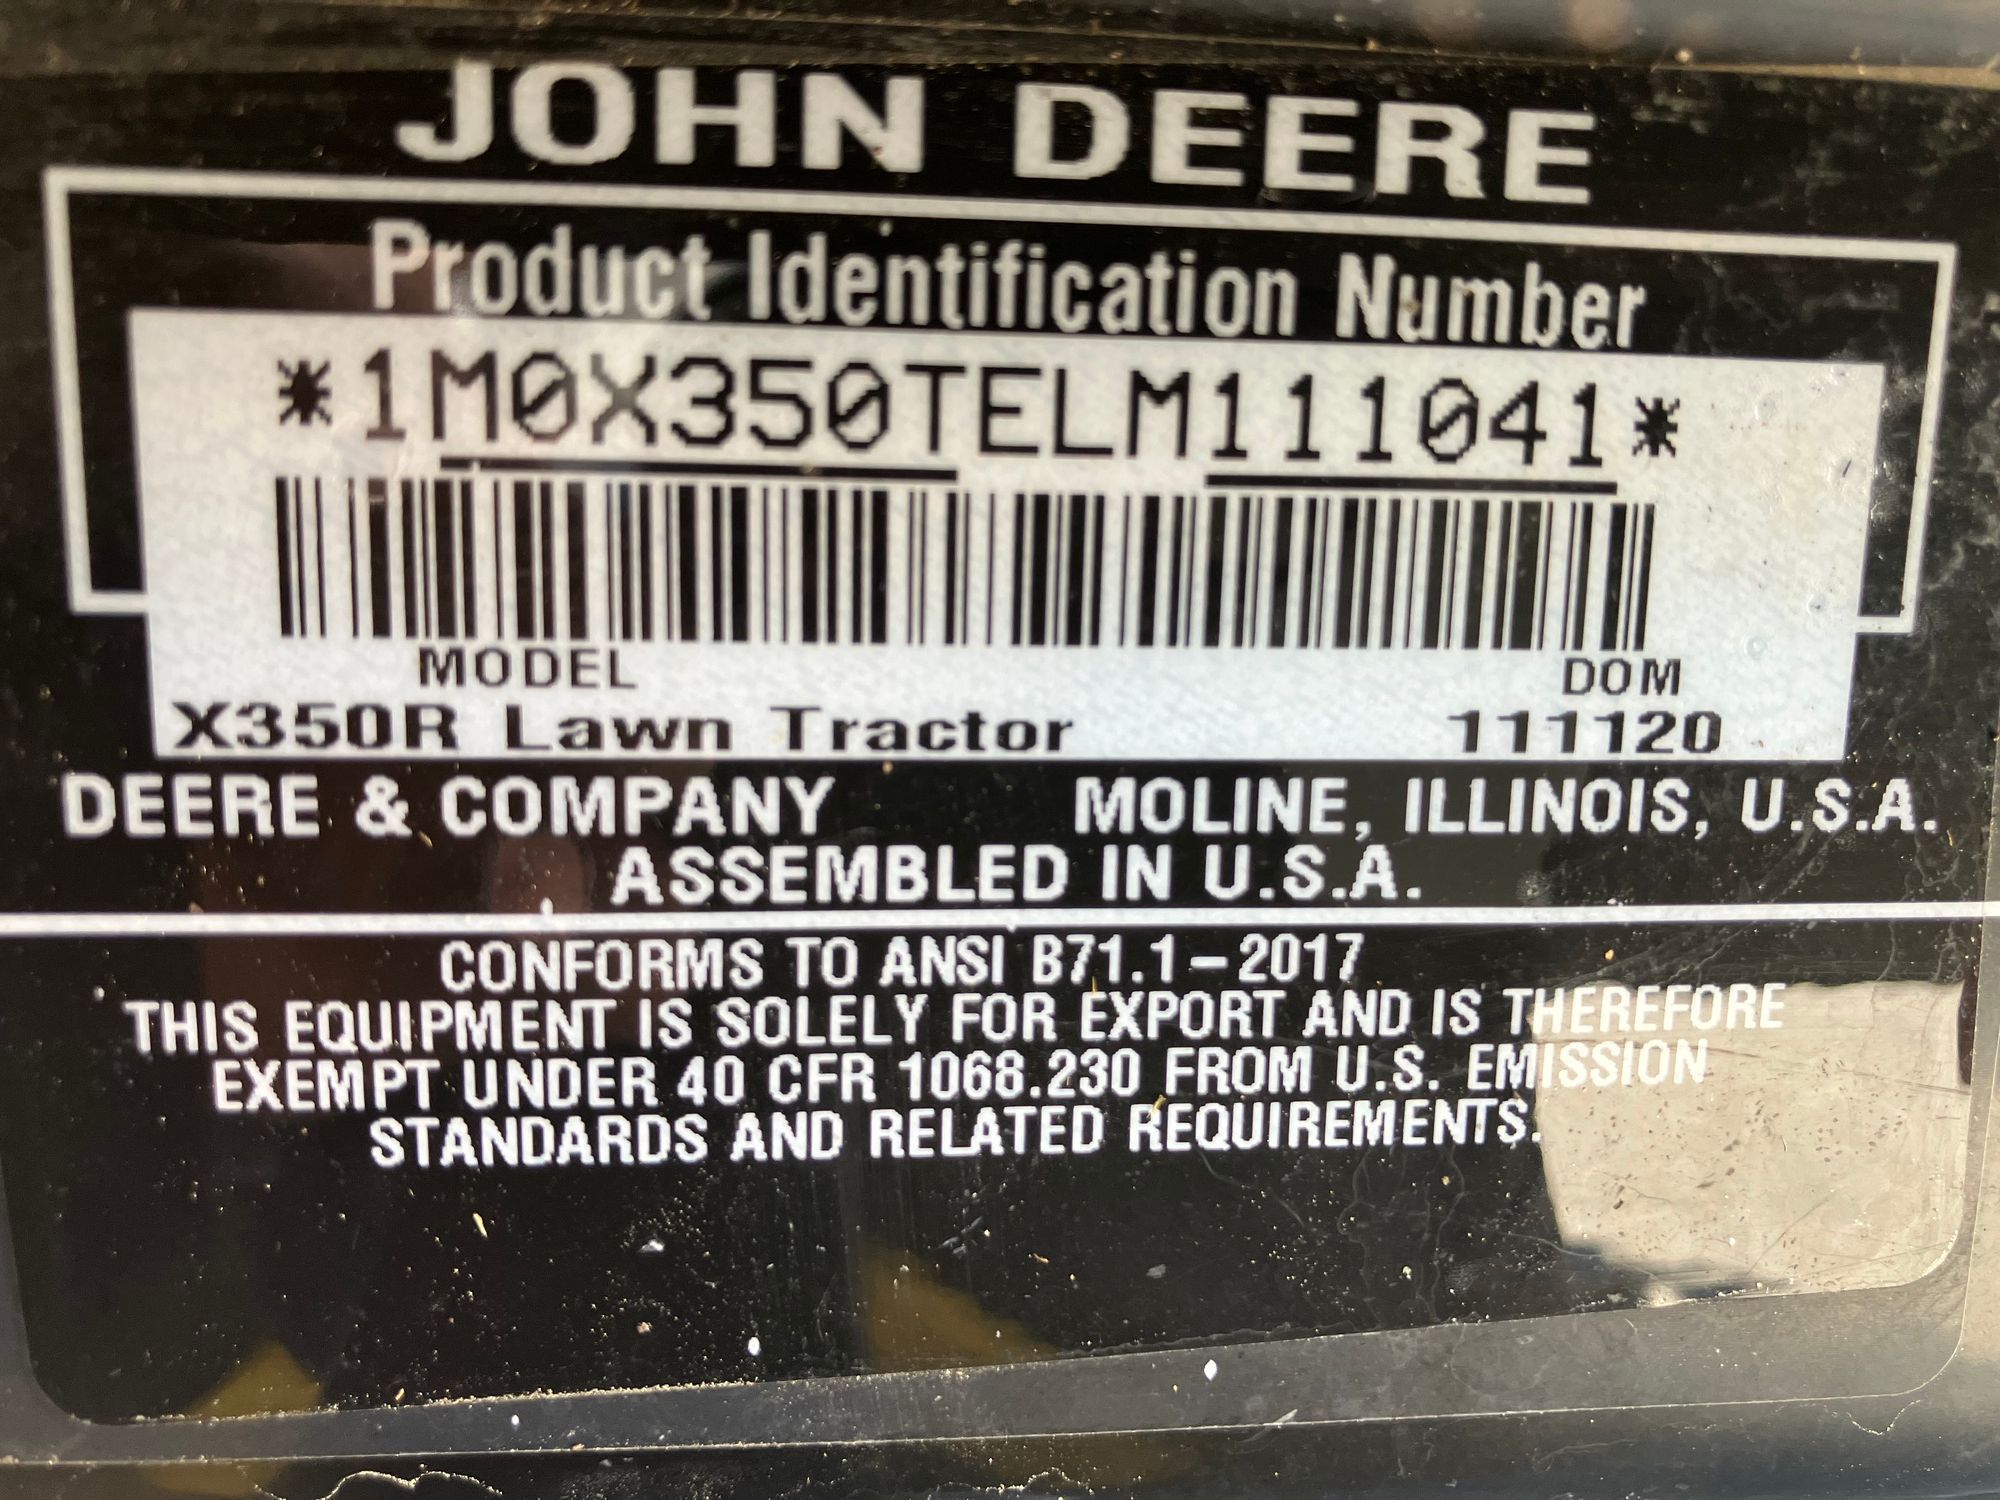 JOHN DEERE
Product Identification Number
*1M0X350TELM111041*
MODEL DOM
X350R Lawn Tractor 111120
DEERE & COMPANY MOLINE, ILLINOIS, U.S.A.
ASSEMBLED IN U.S.A.
CONFORMS TO ANSI B71.1-2017
THIS EQUIPMENT IS SOLELY FOR EXPORT AND IS THEREFORE
EXEMPT UNDER 40 CFR 1068.230 FROM U.S. EMISSION
STANDARDS AND RELATED REQUIREMENTS.